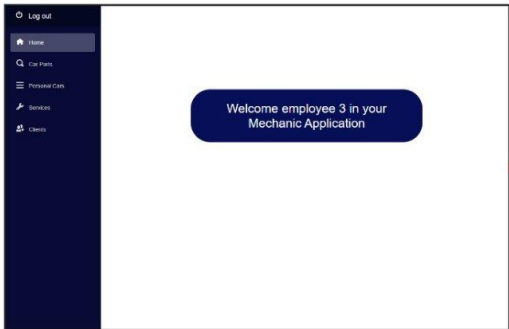 Log out
Home
Car Parts
Personal Cars
Services
Clients
Welcome employee 3 in your
Mechanic Application